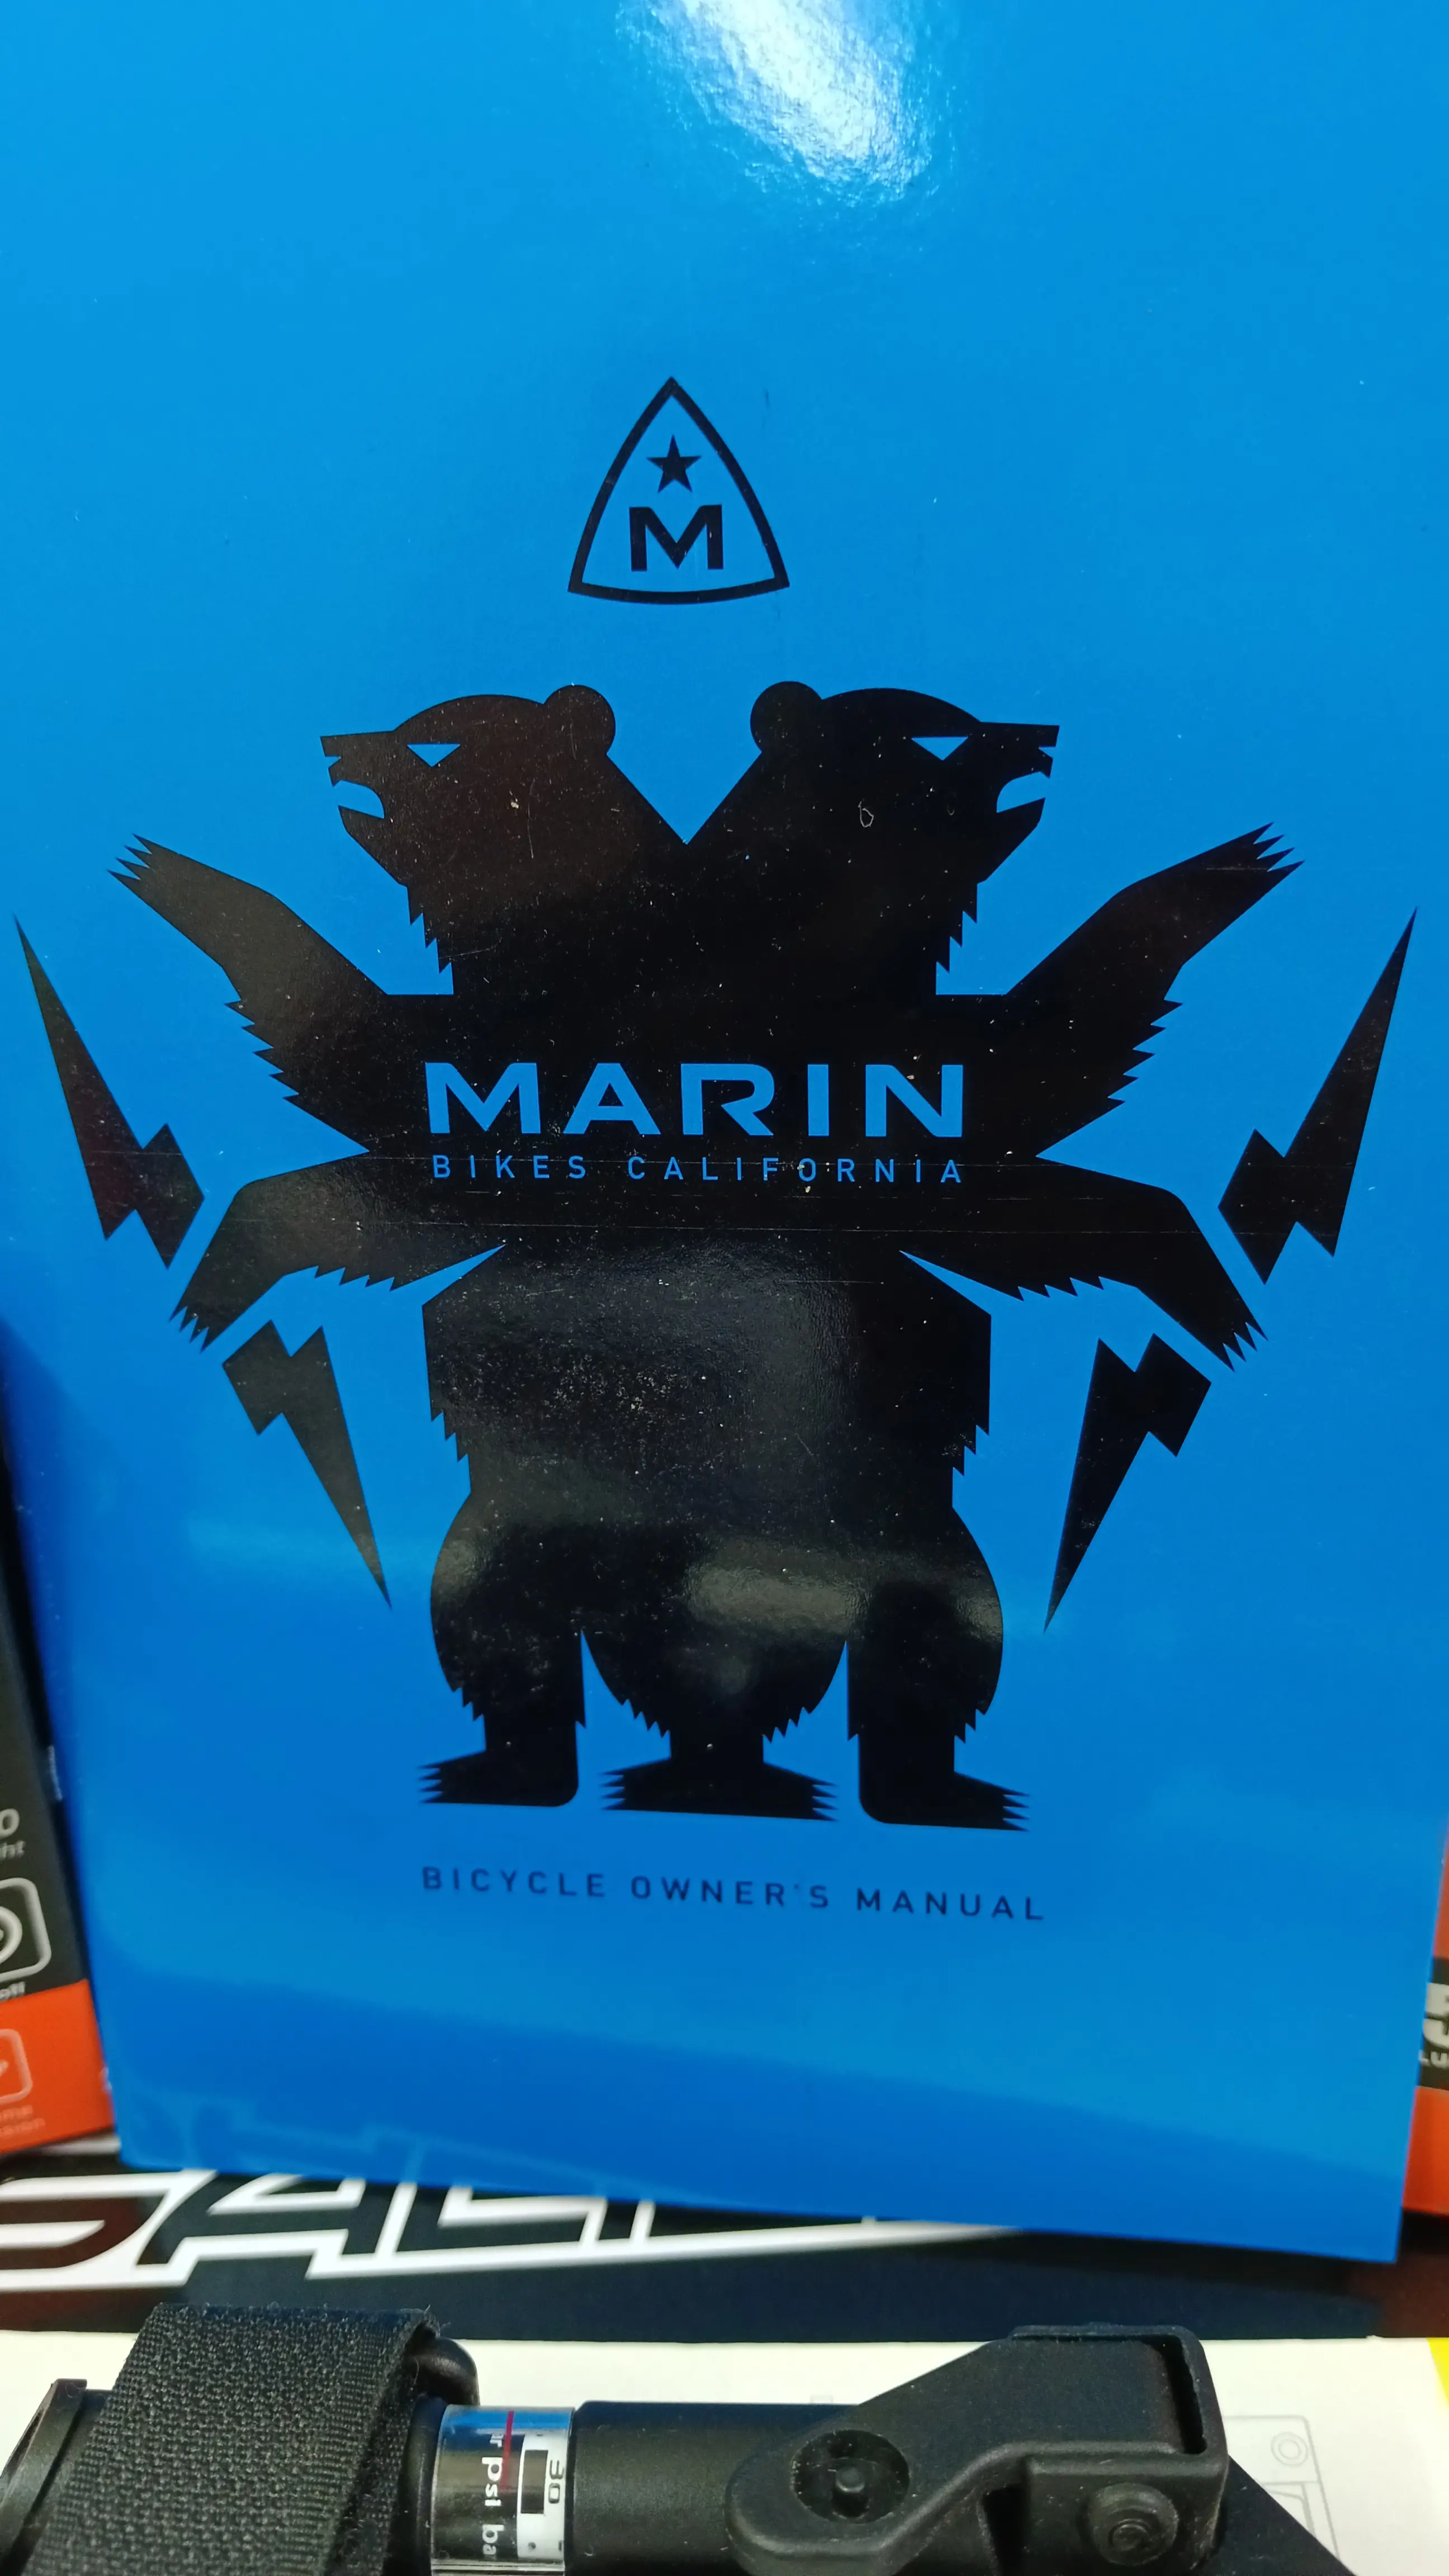 M
MARIN
BIKES CALIFORNIA
BICYCLE OWNER'S MANUAL
30
psi